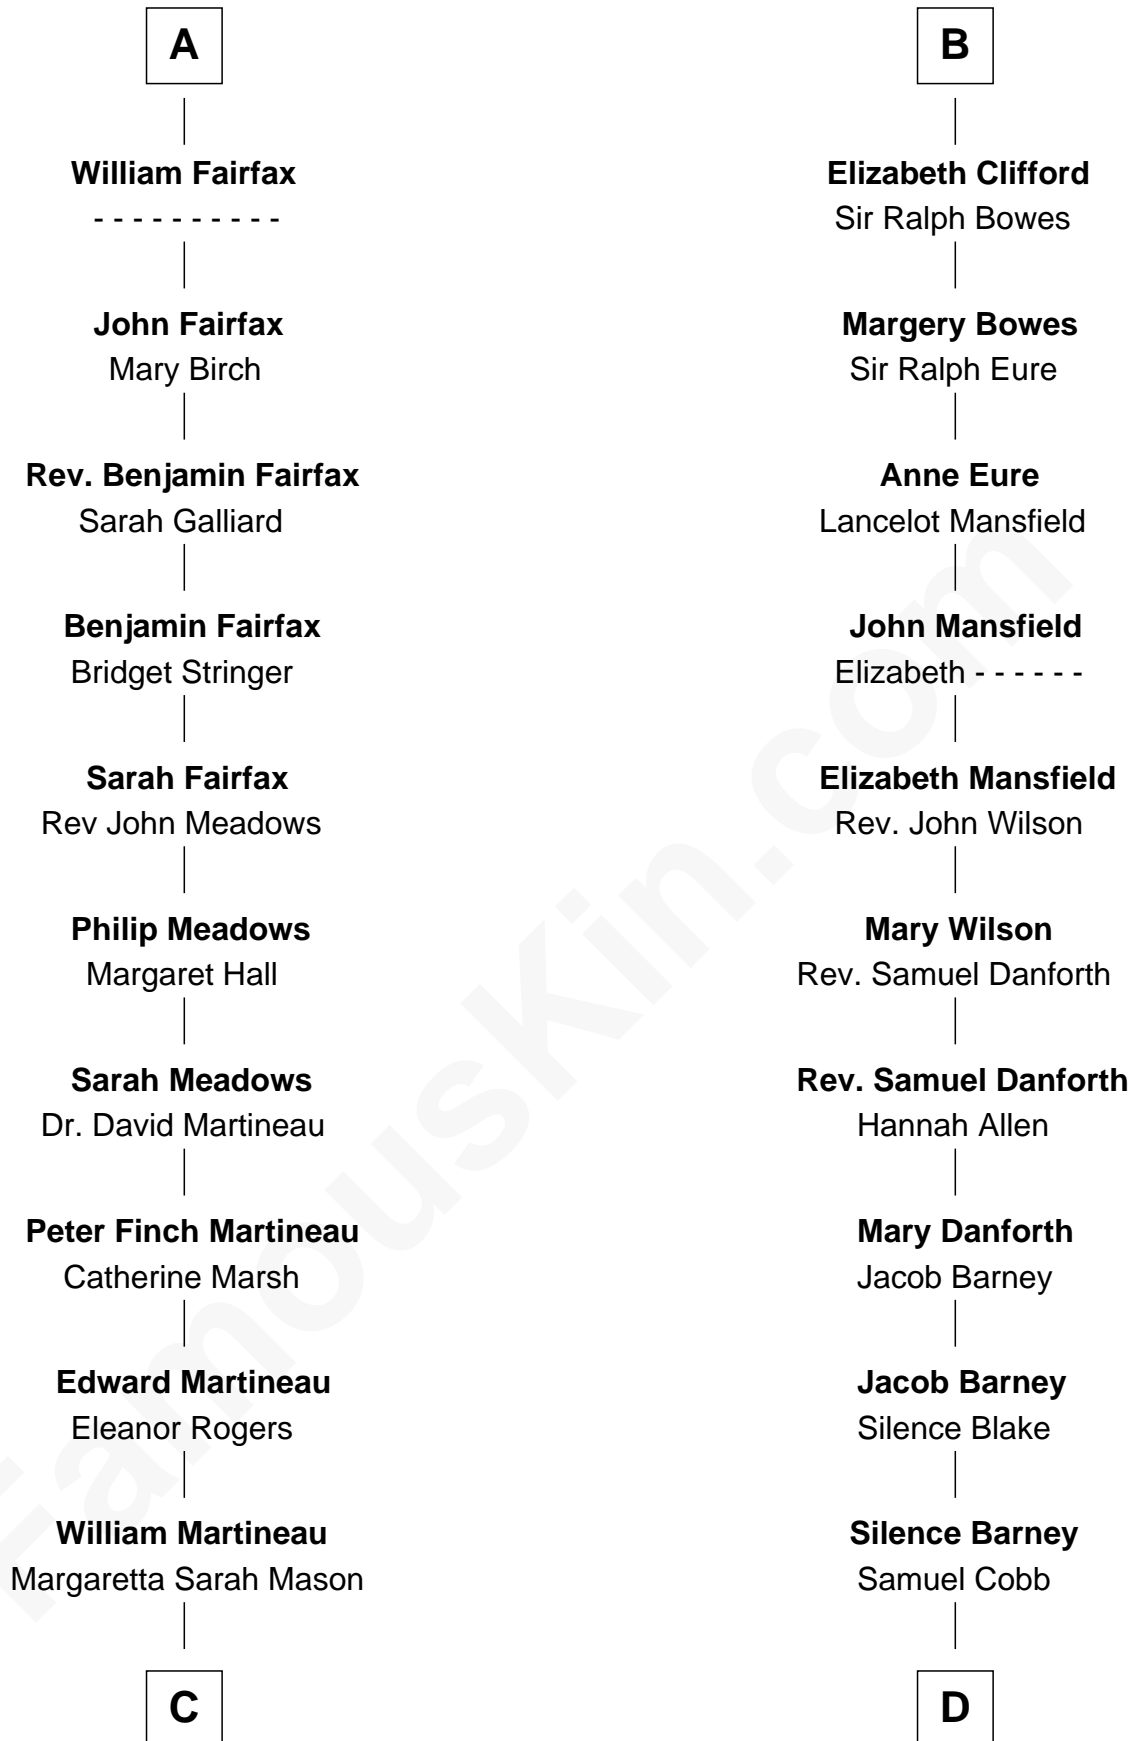 A
William Fairfax
- - - - - - - - - -
John Fairfax
Mary Birch
Rev. Benjamin Fairfax
Sarah Galliard
Benjamin Fairfax
Bridget Stringer
Sarah Fairfax
Rev John Meadows
Philip Meadows
Margaret Hall
Sarah Meadows
Dr. David Martineau
Peter Finch Martineau
Catherine Marsh
Edward Martineau
Eleanor Rogers
William Martineau
Margaretta Sarah Mason
C
B
Elizabeth Clifford
Sir Ralph Bowes
Margery Bowes
Sir Ralph Eure
Anne Eure
Lancelot Mansfield
John Mansfield
Elizabeth - - - - - -
Elizabeth Mansfield
Rev. John Wilson
Mary Wilson
Rev. Samuel Danforth
Rev. Samuel Danforth
Hannah Allen
Mary Danforth
Jacob Barney
Jacob Barney
Silence Blake
Silence Barney
Samuel Cobb
D
FamousKin.com